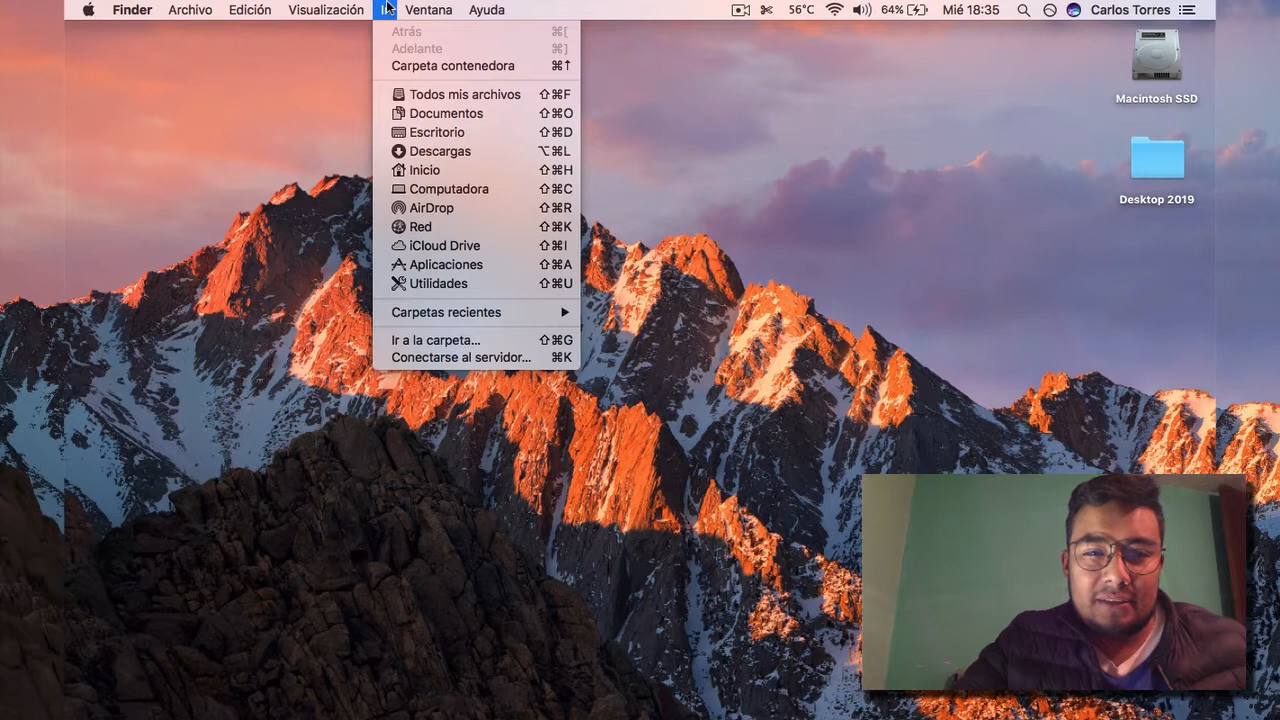 Finder Archivo Edición Visualización Ir Ventana Ayuda 56°C 64% Mié 18:35 Carlos Torres
Atrás ⌘[
Adelante ⌘]
Carpeta contenedora ⌘↑
Todos mis archivos ⇧⌘F
Documentos ⇧⌘O
Escritorio ⇧⌘D
Descargas ⌥⌘L
Inicio ⇧⌘H
Computadora ⇧⌘C
AirDrop ⇧⌘R
Red ⇧⌘K
iCloud Drive ⇧⌘I
Aplicaciones ⇧⌘A
Utilidades ⇧⌘U
Carpetas recientes
Ir a la carpeta... ⇧⌘G
Conectarse al servidor... ⌘K
Macintosh SSD
Desktop 2019